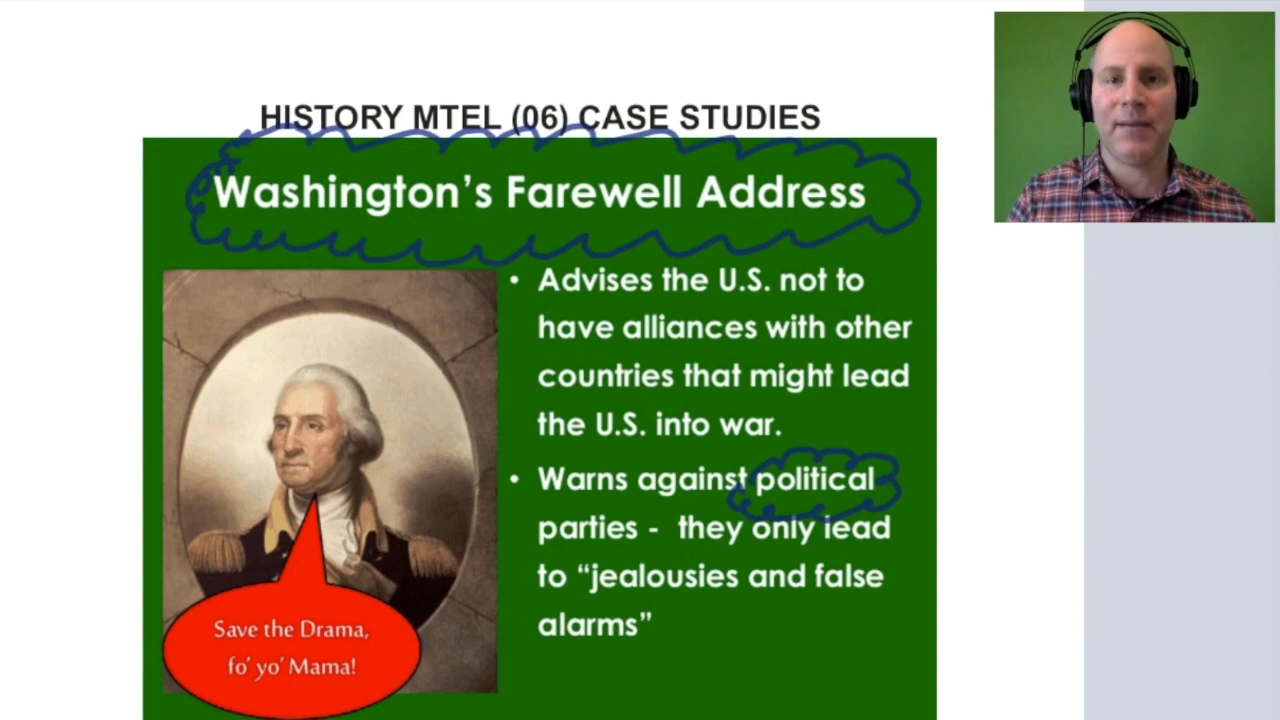 HISTORY MTEL (06) CASE STUDIES
Washington's Farewell Address
• Advises the U.S. not to
have alliances with other
countries that might lead
the U.S. into war.
• Warns against political
parties - they only lead
to “jealousies and false
alarms”
Save the Drama,
fo' yo' Mama!